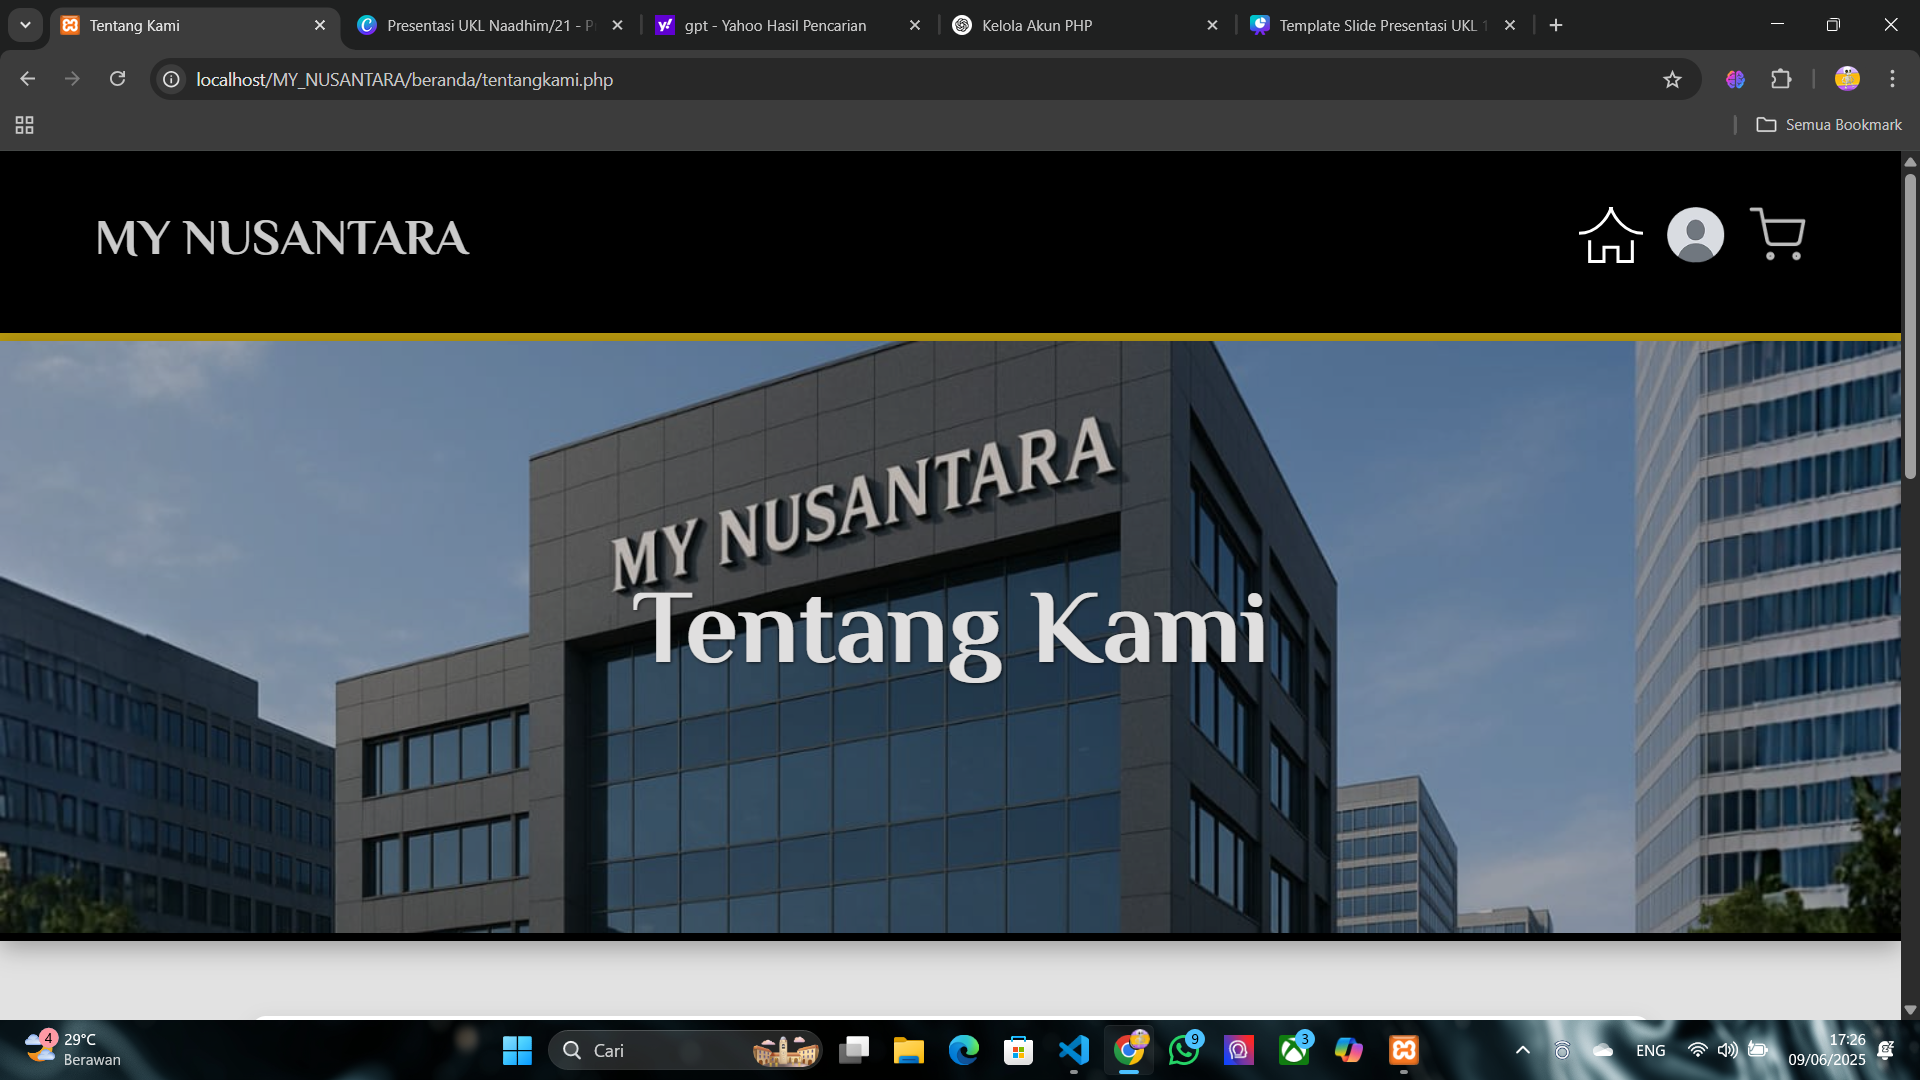 Tentang Kami
Presentasi UKL Naadhim/21 - P
gpt - Yahoo Hasil Pencarian
Kelola Akun PHP
Template Slide Presentasi UKL 1
localhost/MY_NUSANTARA/beranda/tentangkami.php
Semua Bookmark
MY NUSANTARA
MY NUSANTARA
Tentang Kami
4
29°C
Berawan
Cari
9
3
ENG
17:26
09/06/2025